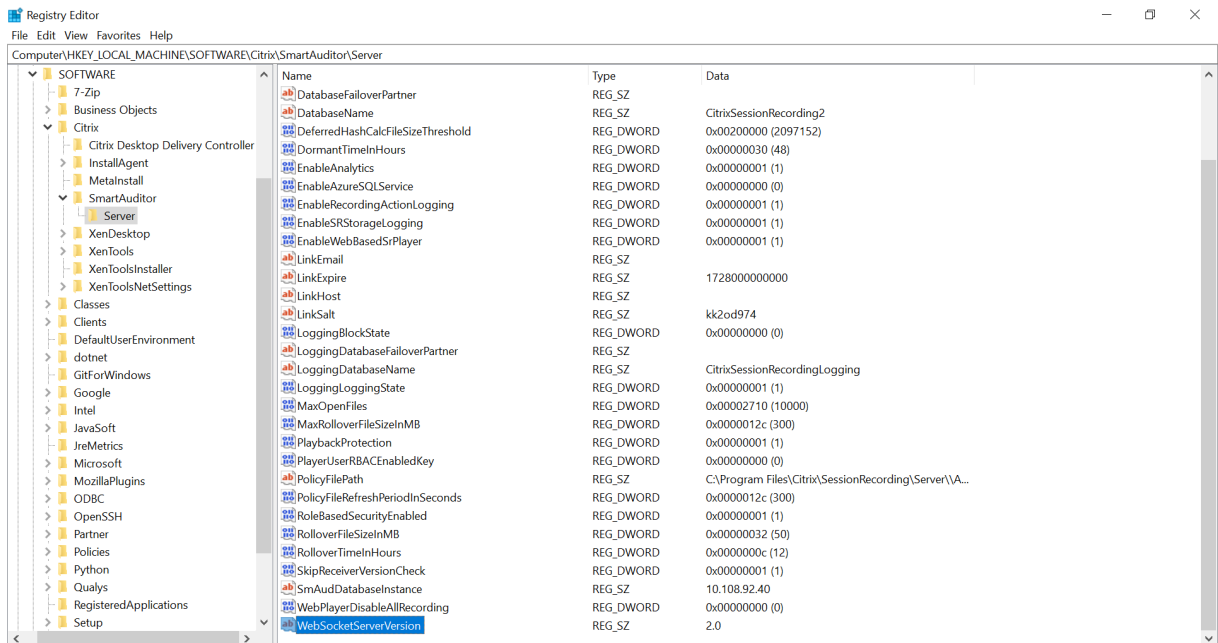 Registry Editor
File Edit View Favorites Help
Computer\HKEY_LOCAL_MACHINE\SOFTWARE\Citrix\SmartAuditor\Server
SOFTWARE
7-Zip
Business Objects
Citrix
Citrix Desktop Delivery Controller
InstallAgent
MetaInstall
SmartAuditor
Server
XenDesktop
XenTools
XenToolsInstaller
XenToolsNetSettings
Classes
Clients
DefaultUserEnvironment
dotnet
GitForWindows
Google
Intel
JavaSoft
JreMetrics
Microsoft
MozillaPlugins
ODBC
OpenSSH
Partner
Policies
Python
Qualys
RegisteredApplications
Setup
Name Type Data
DatabaseFailoverPartner REG_SZ
DatabaseName REG_SZ CitrixSessionRecording2
DeferredHashCalcFileSizeThreshold REG_DWORD 0x00200000 (2097152)
DormantTimeInHours REG_DWORD 0x00000030 (48)
EnableAnalytics REG_DWORD 0x00000001 (1)
EnableAzureSQLService REG_DWORD 0x00000000 (0)
EnableRecordingActionLogging REG_DWORD 0x00000001 (1)
EnableSRStorageLogging REG_DWORD 0x00000001 (1)
EnableWebBasedSrPlayer REG_DWORD 0x00000001 (1)
LinkEmail REG_SZ
LinkExpire REG_SZ 1728000000000
LinkHost REG_SZ
LinkSalt REG_SZ kk2od974
LoggingBlockState REG_DWORD 0x00000000 (0)
LoggingDatabaseFailoverPartner REG_SZ
LoggingDatabaseName REG_SZ CitrixSessionRecordingLogging
LoggingLoggingState REG_DWORD 0x00000001 (1)
MaxOpenFiles REG_DWORD 0x00002710 (10000)
MaxRolloverFileSizeInMB REG_DWORD 0x0000012c (300)
PlaybackProtection REG_DWORD 0x00000001 (1)
PlayerUserRBACEnabledKey REG_DWORD 0x00000000 (0)
PolicyFilePath REG_SZ C:\Program Files\Citrix\SessionRecording\Server\\A...
PolicyFileRefreshPeriodInSeconds REG_DWORD 0x0000012c (300)
RoleBasedSecurityEnabled REG_DWORD 0x00000001 (1)
RolloverFileSizeInMB REG_DWORD 0x00000032 (50)
RolloverTimeInHours REG_DWORD 0x0000000c (12)
SkipReceiverVersionCheck REG_DWORD 0x00000001 (1)
SmAudDatabaseInstance REG_SZ 10.108.92.40
WebPlayerDisableAllRecording REG_DWORD 0x00000000 (0)
WebSocketServerVersion REG_SZ 2.0